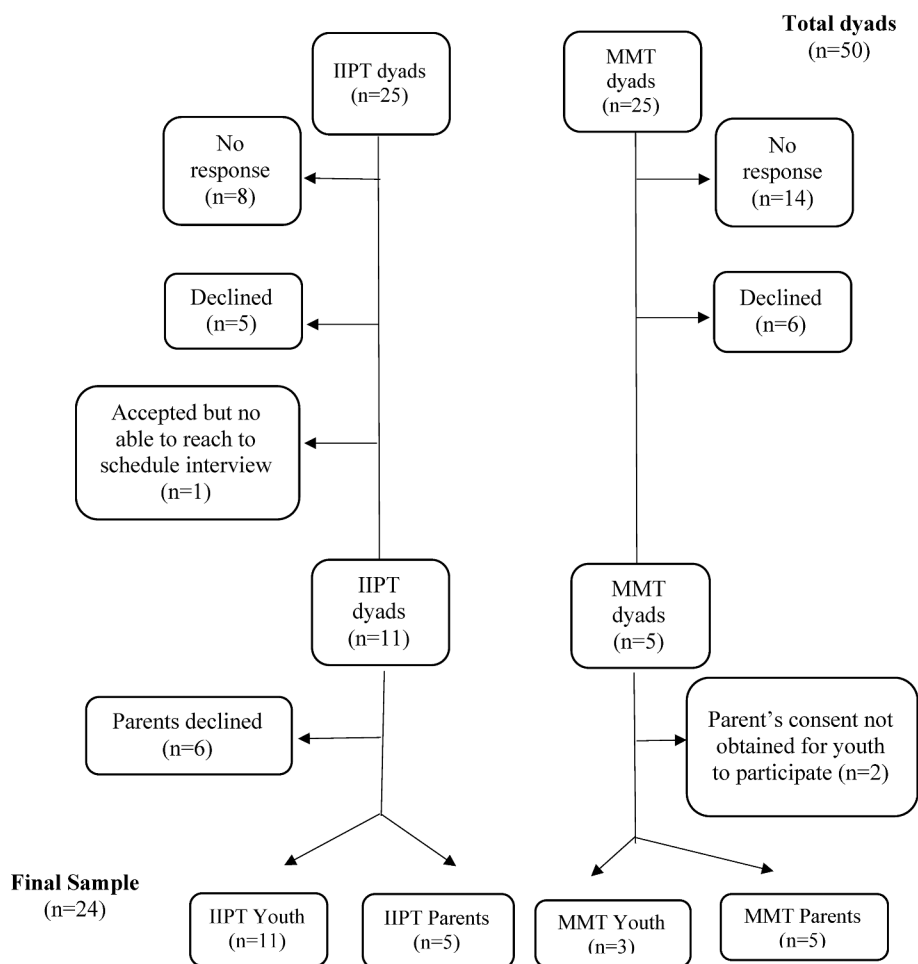 Total dyads
(n=50)
IIPT dyads
(n=25)
MMT
dyads
(n=25)
No
response
(n=8)
No
response
(n=14)
Declined
(n=5)
Declined
(n=6)
Accepted but no
able to reach to
schedule interview
(n=1)
IIPT
dyads
(n=11)
MMT
dyads
(n=5)
Parents declined
(n=6)
Parent’s consent not
obtained for youth
to participate (n=2)
Final Sample
(n=24)
IIPT Youth
(n=11)
IIPT Parents
(n=5)
MMT Youth
(n=3)
MMT Parents
(n=5)